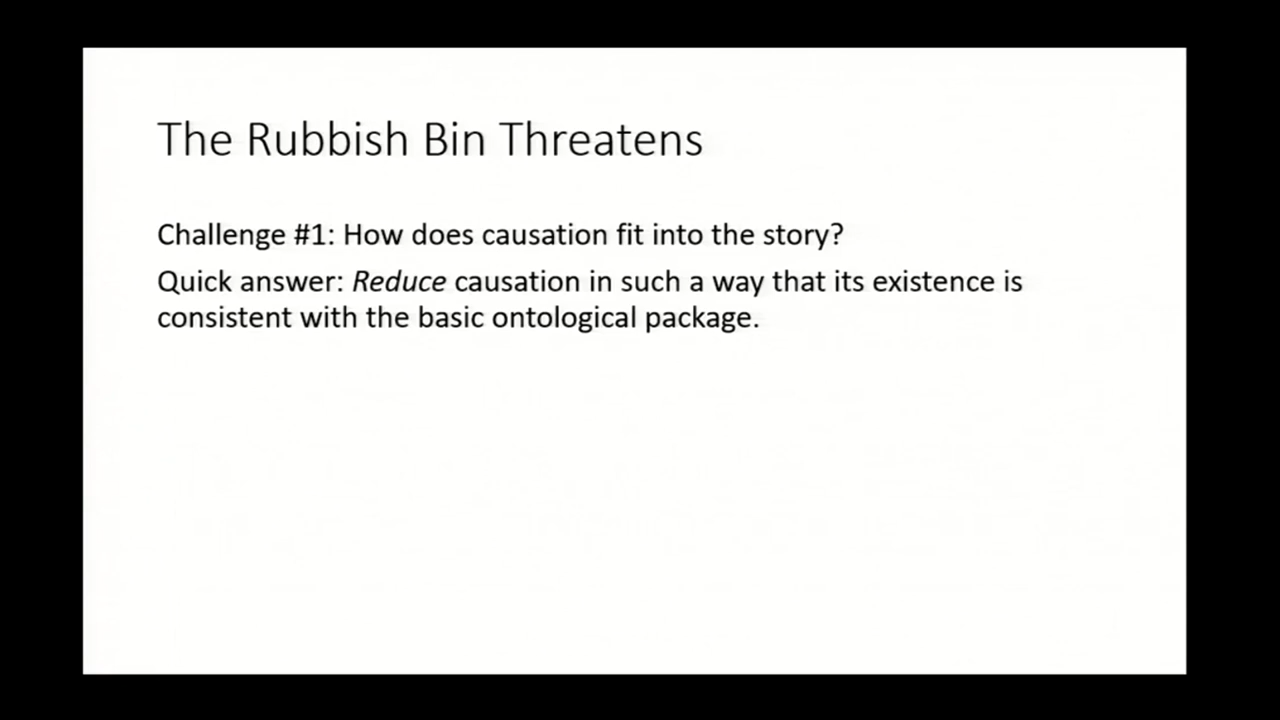 The Rubbish Bin Threatens
Challenge #1: How does causation fit into the story?
Quick answer: Reduce causation in such a way that its existence is
consistent with the basic ontological package.